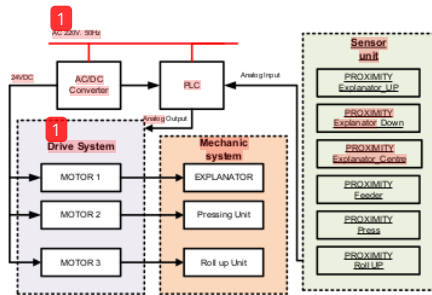 1
AC 220V. 50Hz
24VDC
AC/DC
Converter
PLC
Analog Input
Analog Output
Sensor
unit
PROXIMITY
Explanator_UP
PROXIMITY
Explanator_Down
PROXIMITY
Explanator_Centre
PROXIMITY
Feeder
PROXIMITY
Press
PROXIMITY
Roll UP
1
Drive System
MOTOR 1
MOTOR 2
MOTOR 3
Mechanic
system
EXPLANATOR
Pressing Unit
Roll up Unit